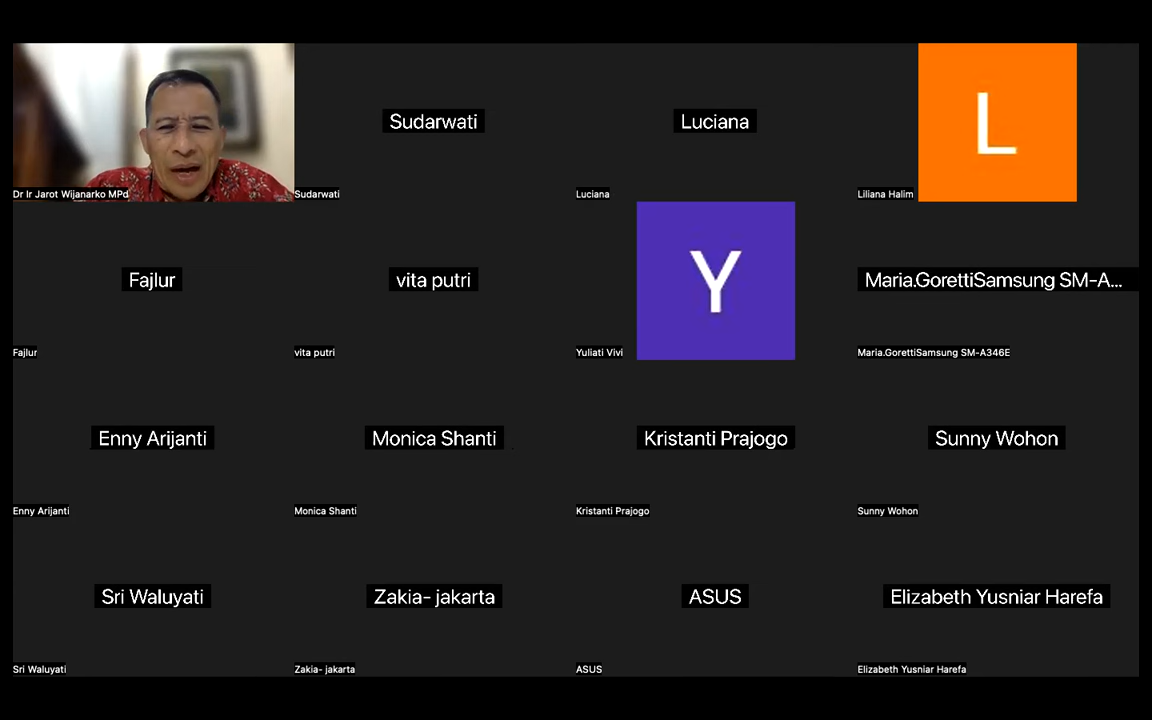 Sudarwati
Luciana
L
Dr Ir Jarot Wijanarko MPd
Sudarwati
Luciana
Liliana Halim
Fajlur
vita putri
Y
Maria.GorettiSamsung SM-A...
Fajlur
vita putri
Yuliati Vivi
Maria.GorettiSamsung SM-A346E
Enny Arijanti
Monica Shanti
Kristanti Prajogo
Sunny Wohon
Enny Arijanti
Monica Shanti
Kristanti Prajogo
Sunny Wohon
Sri Waluyati
Zakia- jakarta
ASUS
Elizabeth Yusniar Harefa
Sri Waluyati
Zakia- jakarta
ASUS
Elizabeth Yusniar Harefa